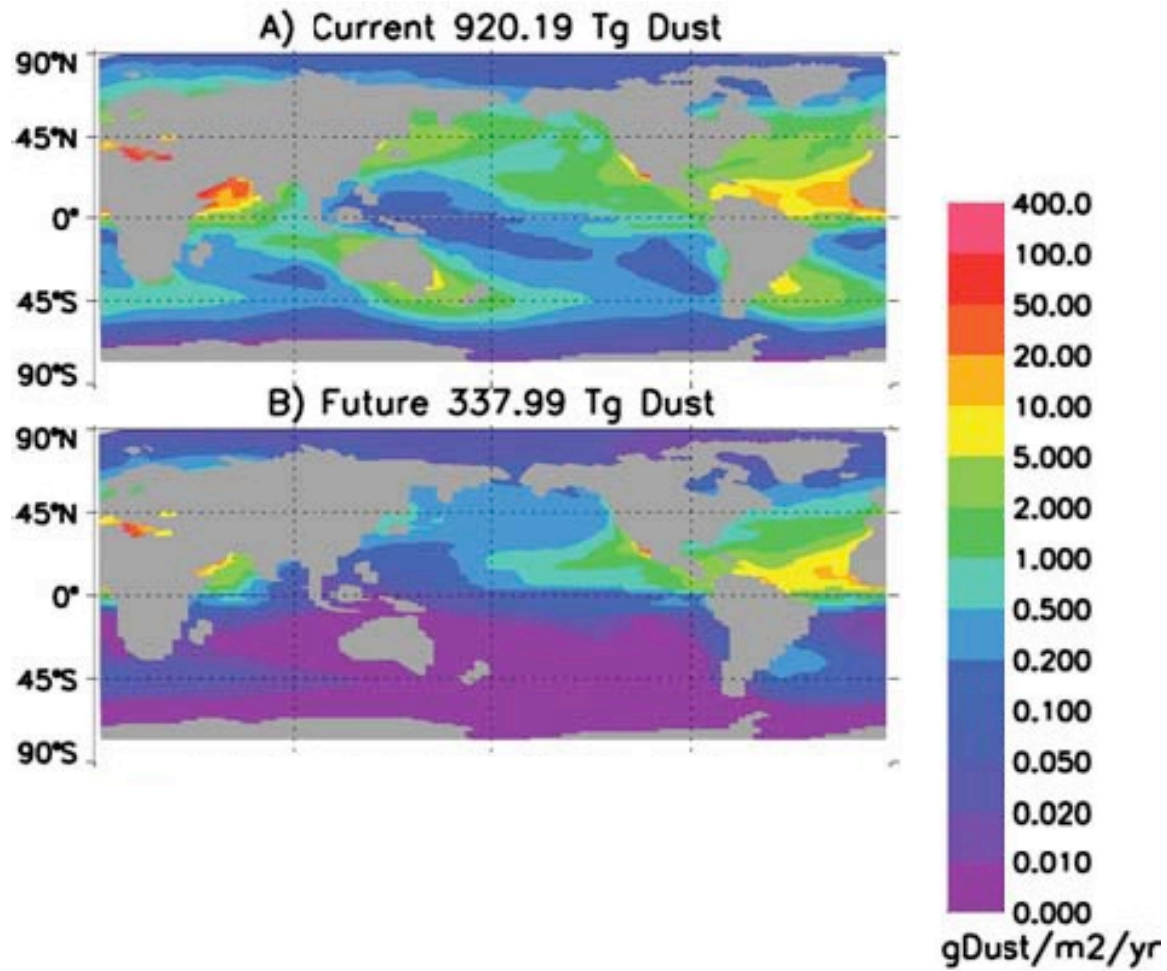 A) Current 920.19 Tg Dust
90°N
45°N
0°
45°S
90°S
B) Future 337.99 Tg Dust
90°N
45°N
0°
45°S
90°S
400.0
100.0
50.00
20.00
10.00
5.000
2.000
1.000
0.500
0.200
0.100
0.050
0.020
0.010
0.000
gDust/m2/yr